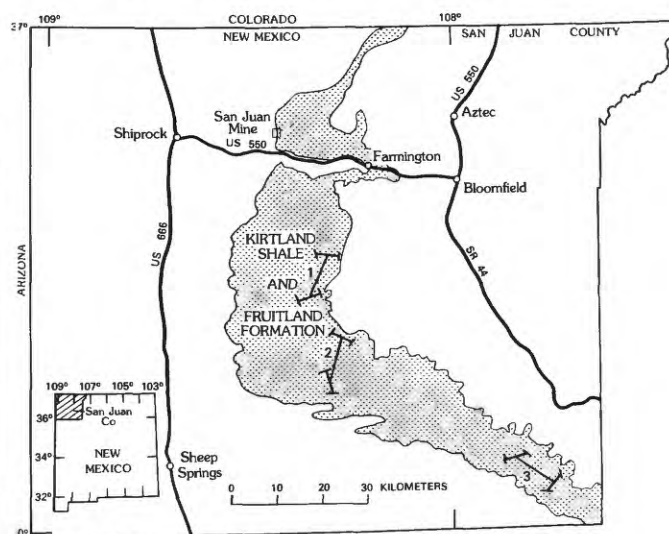 109°
COLORADO
108°
37°
NEW MEXICO
SAN JUAN COUNTY
US 550
Aztec
San Juan
Mine
US 550
Shiprock
Farmington
Bloomfield
ARIZONA
US 666
KIRTLAND
SHALE
1
AND
FRUITLAND
FORMATION
2
SR 44
109° 107° 105° 103°
San Juan
Co
36°
NEW
MEXICO
34°
32°
Sheep
Springs
0 10 20 30 KILOMETERS
3